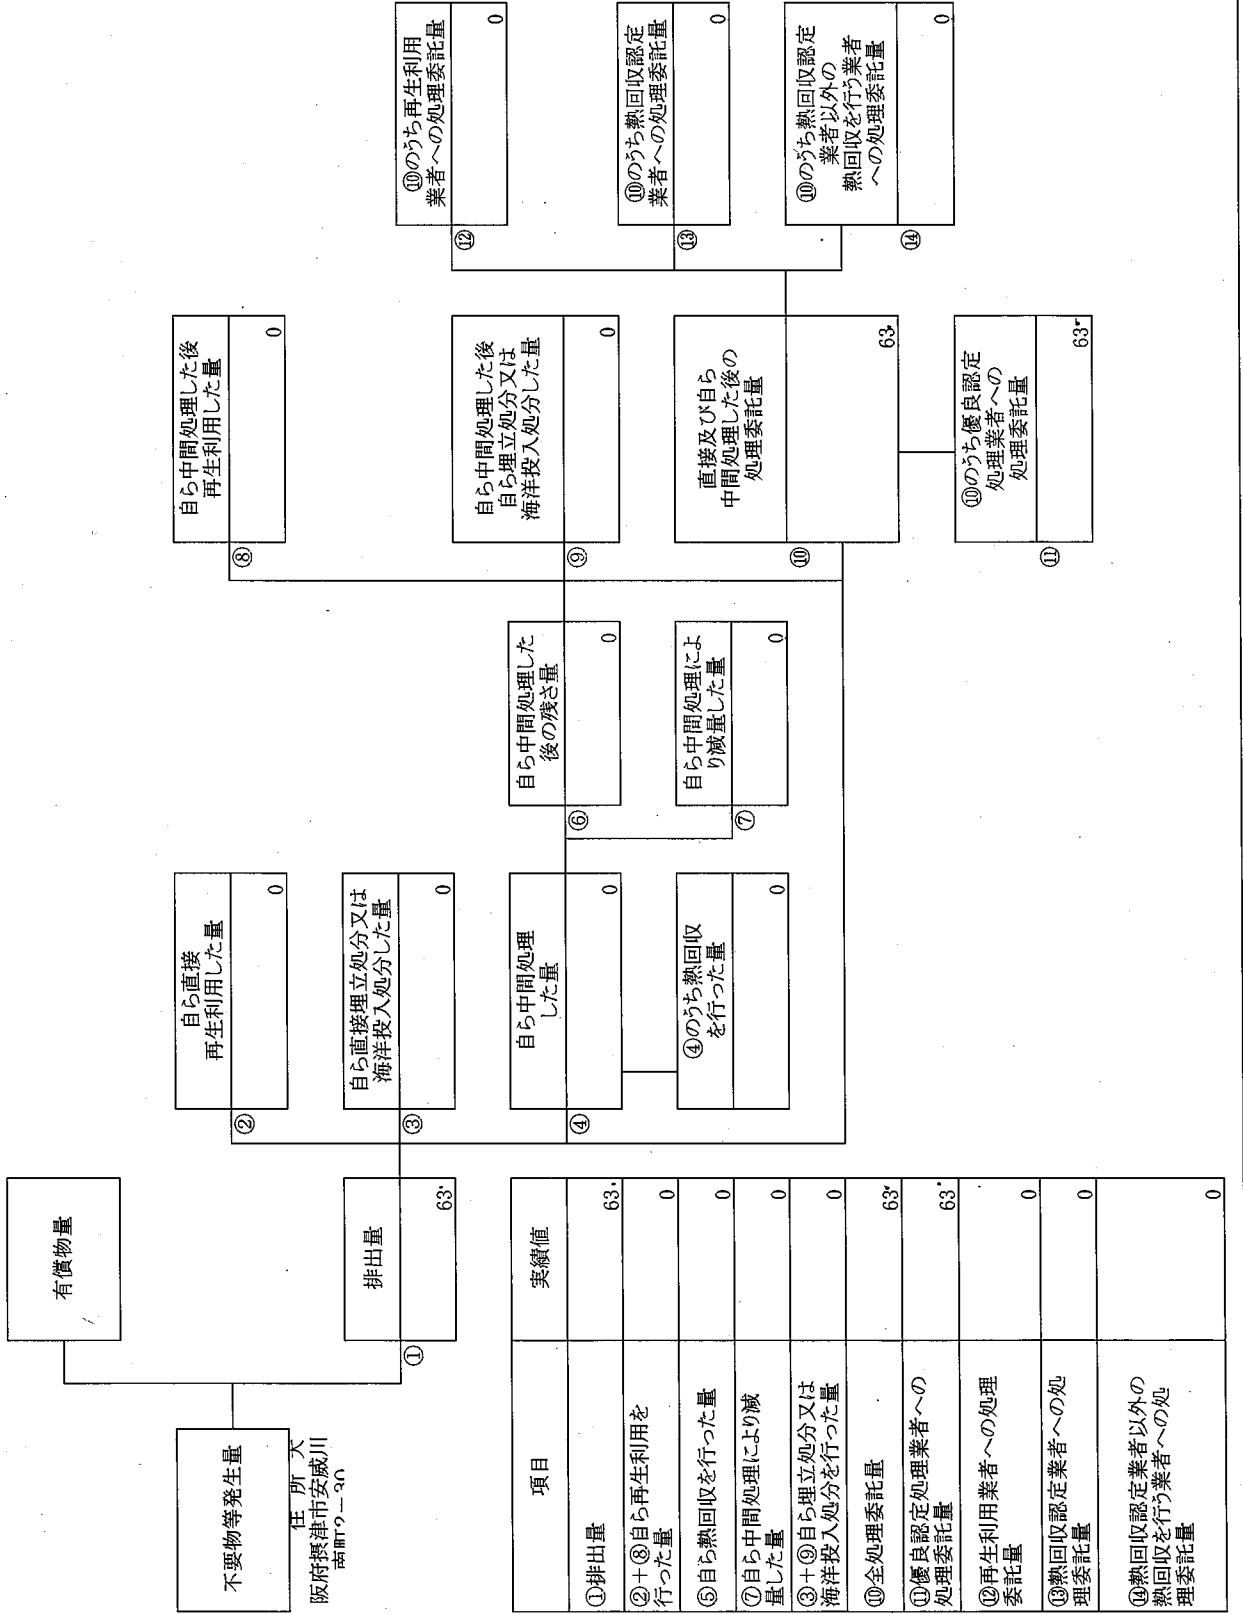 有償物量
不要物等発生量
住 所 大
阪府摂津市安威川
南町2－30
排出量
①
63
自ら直接
再生利用した量
②
0
自ら直接埋立処分又は
海洋投入処分した量
③
0
自ら中間処理
した量
④
0
④のうち熱回収
を行った量
0
自ら中間処理した
後の残さ量
⑥
0
自ら中間処理によ
り減量した量
⑦
0
自ら中間処理した後
再生利用した量
⑧
0
自ら中間処理した後
自ら埋立処分又は
海洋投入処分した量
⑨
0
直接及び自ら
中間処理した後の
処理委託量
⑩
63
⑩のうち優良認定
処理業者への
処理委託量
⑪
63
⑩のうち再生利用
業者への処理委託量
⑫
0
⑩のうち熱回収認定
業者への処理委託量
⑬
0
⑩のうち熱回収認定
業者以外の
熱回収を行う業者
への処理委託量
⑭
0
項目 実績値
①排出量 63
②＋⑧自ら再生利用を
行った量 0
⑤自ら熱回収を行った量 0
⑦自ら中間処理により減
量した量 0
③＋⑨自ら埋立処分又は
海洋投入処分を行った量 0
⑩全処理委託量 63
⑪優良認定処理業者への
処理委託量 63
⑫再生利用業者への処理
委託量 0
⑬熱回収認定業者への処
理委託量 0
⑭熱回収認定業者以外の
熱回収を行う業者への処
理委託量 0